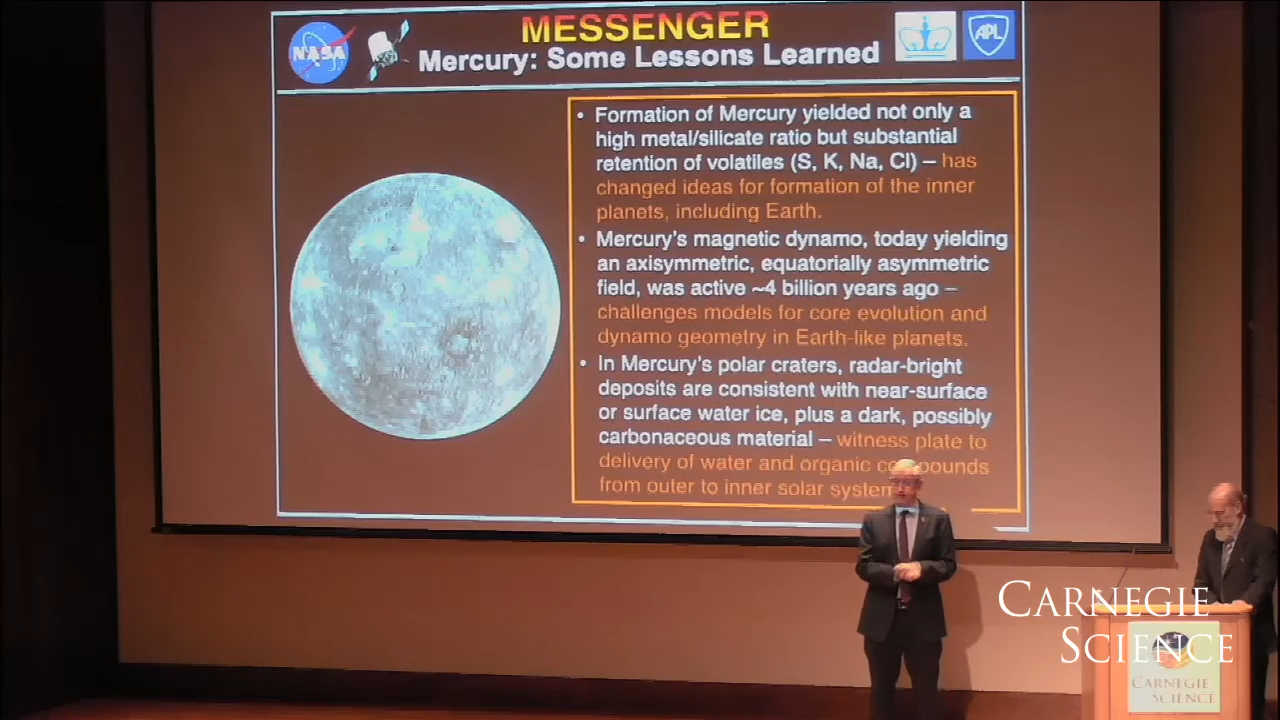 MESSENGER
NASA
Mercury: Some Lessons Learned
APL
• Formation of Mercury yielded not only a
high metal/silicate ratio but substantial
retention of volatiles (S, K, Na, Cl) – has
changed ideas for formation of the inner
planets, including Earth.
• Mercury's magnetic dynamo, today yielding
an axisymmetric, equatorially asymmetric
field, was active ~4 billion years ago –
challenges models for core evolution and
dynamo geometry in Earth-like planets.
• In Mercury's polar craters, radar-bright
deposits are consistent with near-surface
or surface water ice, plus a dark, possibly
carbonaceous material – witness plate to
delivery of water and organic co pounds
from outer to inner solar system
CARNEGIE
SCIENCE
CARNEGIE
SCIENCE